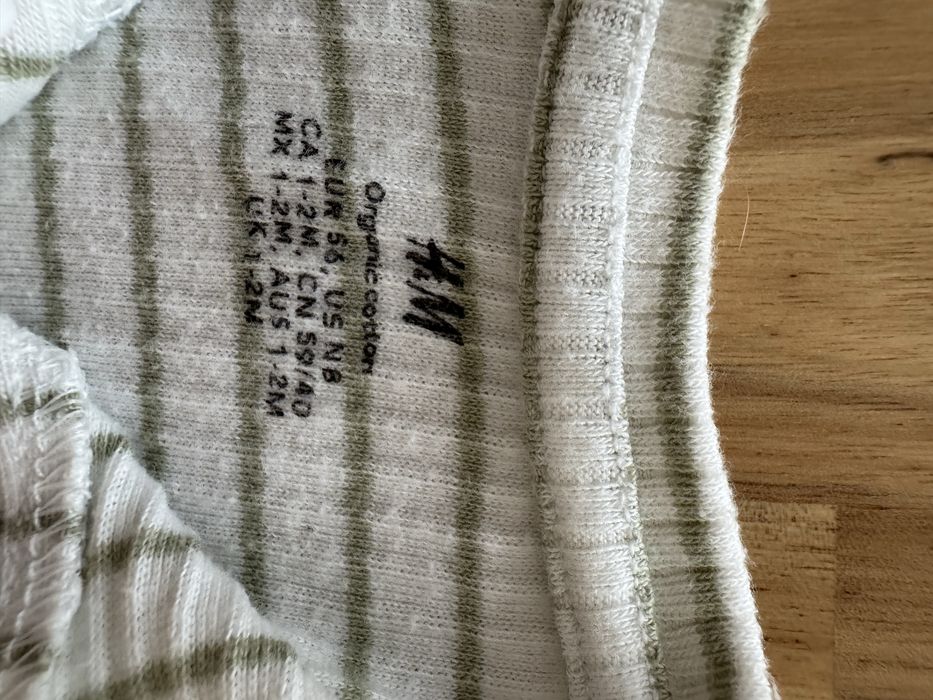 H&M
Organic cotton
EUR 56, US NB
CA 1-2M, CN 59/40
MX 1-2M, AUS 1-2M
UK 1-2M